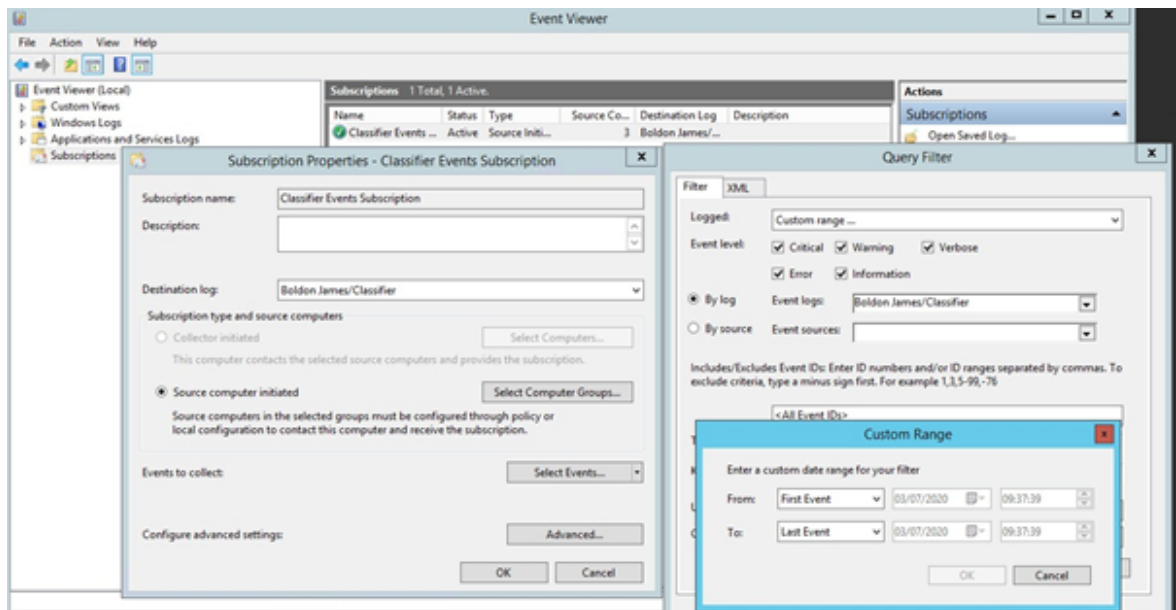 Event Viewer
File Action View Help
Event Viewer (Local)
Custom Views
Windows Logs
Applications and Services Logs
Subscriptions
Subscriptions 1 Total, 1 Active.
Name Status Type Source Co... Destination Log Description
Classifier Events ... Active Source Initi... 3 Boldon James/...
Actions
Subscriptions
Open Saved Log...
Subscription Properties - Classifier Events Subscription
Subscription name: Classifier Events Subscription
Description:
Destination log: Boldon James/Classifier
Subscription type and source computers
Collector initiated Select Computers...
This computer contacts the selected source computers and provides the subscription.
Source computer initiated Select Computer Groups...
Source computers in the selected groups must be configured through policy or
local configuration to contact this computer and receive the subscription.
Events to collect: Select Events...
Configure advanced settings: Advanced...
OK Cancel
Query Filter
Filter XML
Logged: Custom range ...
Event level: Critical Warning Verbose
Error Information
By log Event logs: Boldon James/Classifier
By source Event sources:
Includes/Excludes Event IDs: Enter ID numbers and/or ID ranges separated by commas. To
exclude criteria, type a minus sign first. For example 1,3,5-99,-76
<All Event IDs>
Custom Range
Enter a custom date range for your filter
From: First Event 03/07/2020 09:37:39
To: Last Event 03/07/2020 09:37:39
OK Cancel